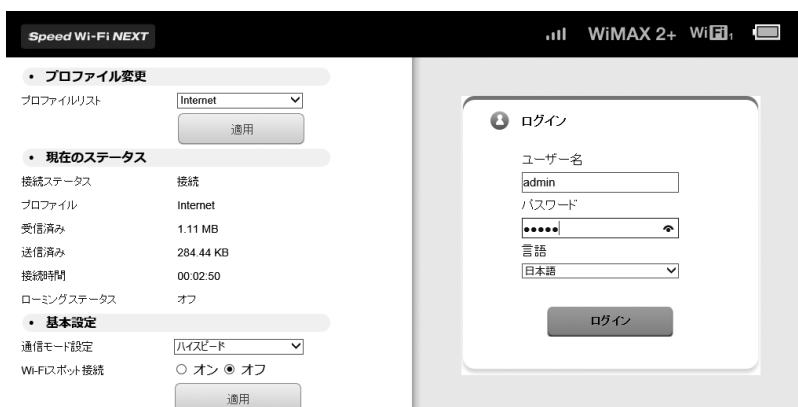 Speed Wi-Fi NEXT
WiMAX 2+ WiFi 1
• プロファイル変更
プロファイルリスト Internet
適用
• 現在のステータス
接続ステータス 接続
プロファイル Internet
受信済み 1.11 MB
送信済み 284.44 KB
接続時間 00:02:50
ローミングステータス オフ
• 基本設定
通信モード設定 ハイスピード
Wi-Fiスポット接続 オン オフ
適用
ログイン
ユーザー名
admin
パスワード
•••••
言語
日本語
ログイン